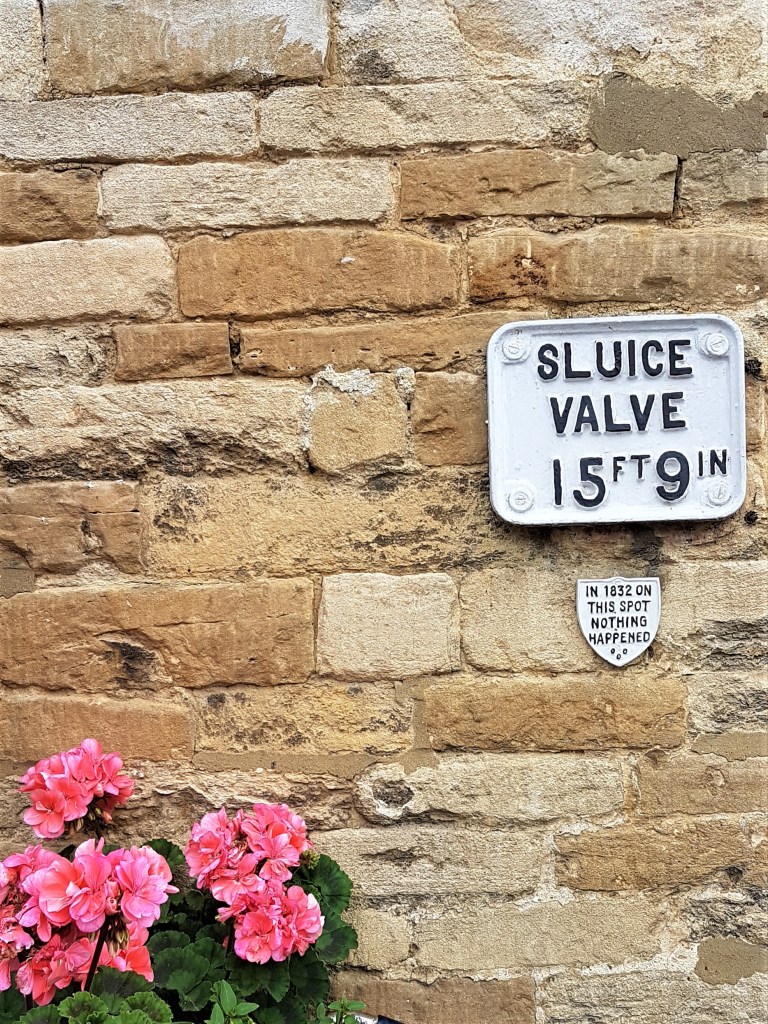 SLUICE
VALVE
15FT 9IN
IN 1832 ON
THIS SPOT
NOTHING
HAPPENED